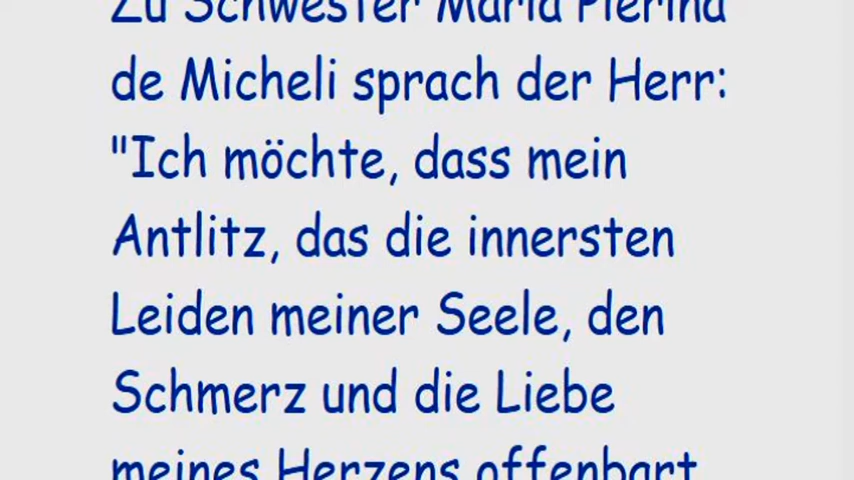 Zu Schwester Maria Pierina
de Micheli sprach der Herr:
"Ich möchte, dass mein
Antlitz, das die innersten
Leiden meiner Seele, den
Schmerz und die Liebe
meines Herzens offenbart